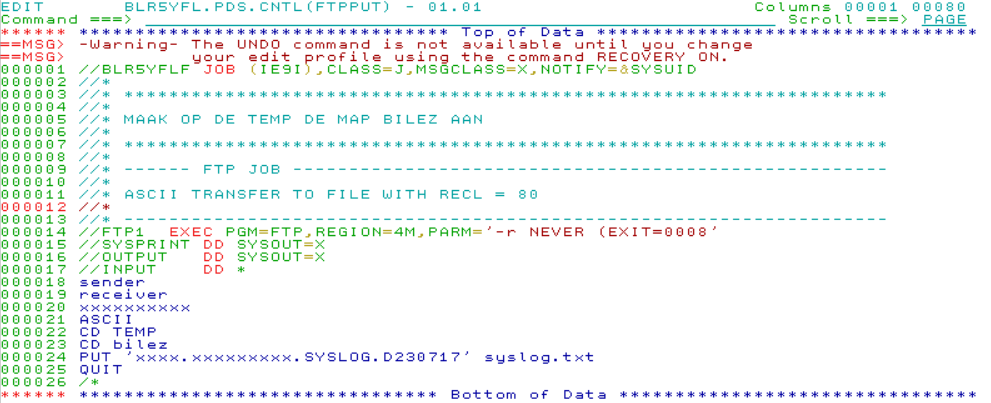 EDIT       BLR5YFL.PDS.CNTL(FTPPUT) - 01.01                    Columns 00001 00080
Command ===>                                                   Scroll ===> PAGE
****** ******************************** Top of Data ********************************
==MSG> -Warning- The UNDO command is not available until you change
==MSG>           your edit profile using the command RECOVERY ON.
000001 //BLR5YFLF JOB (IE9I),CLASS=J,MSGCLASS=X,NOTIFY=&SYSUID
000002 //*
000003 //* ********************************************************************
000004 //*
000005 //* MAAK OP DE TEMP DE MAP BILEZ AAN
000006 //*
000007 //* ********************************************************************
000008 //*
000009 //* ------ FTP JOB -----------------------------------------------------
000010 //*
000011 //* ASCII TRANSFER TO FILE WITH RECL = 80
000012 //*
000013 //* --------------------------------------------------------------------
000014 //FTP1   EXEC PGM=FTP,REGION=4M,PARM='-r NEVER (EXIT=0008'
000015 //SYSPRINT DD SYSOUT=X
000016 //OUTPUT   DD SYSOUT=X
000017 //INPUT    DD *
000018 sender
000019 receiver
000020 xxxxxxxxxx
000021 ASCII
000022 CD TEMP
000023 CD bilez
000024 PUT 'xxxx.xxxxxxxxx.SYSLOG.D230717' syslog.txt
000025 QUIT
000026 /*
****** ******************************** Bottom of Data ********************************